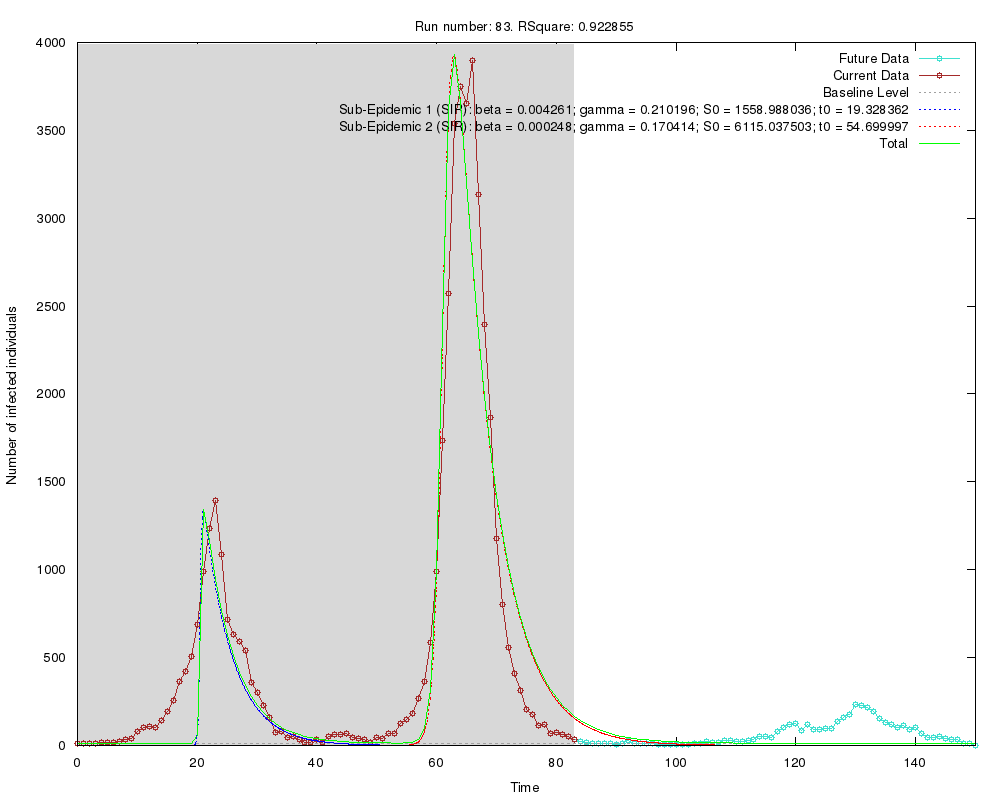 Run number: 83. RSquare: 0.922855
Future Data
Current Data
Baseline Level
Sub-Epidemic 1 (SIR): beta = 0.004261; gamma = 0.210196; S0 = 1558.988036; t0 = 19.328362
Sub-Epidemic 2 (SIR): beta = 0.000248; gamma = 0.170414; S0 = 6115.037503; t0 = 54.699997
Total
4000
3500
3000
2500
2000
1500
1000
500
0
Number of infected individuals
0 20 40 60 80 100 120 140
Time